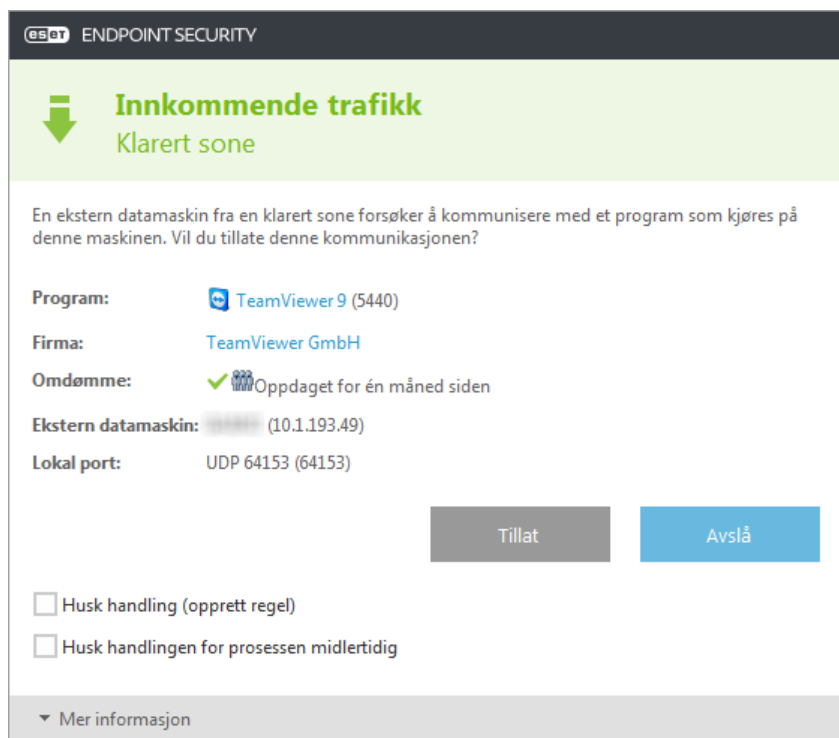 eset ENDPOINT SECURITY
Innkommende trafikk
Klarert sone
En ekstern datamaskin fra en klarert sone forsøker å kommunisere med et program som kjøres på
denne maskinen. Vil du tillate denne kommunikasjonen?
Program: TeamViewer 9 (5440)
Firma: TeamViewer GmbH
Omdømme: Oppdaget for én måned siden
Ekstern datamaskin: (10.1.193.49)
Lokal port: UDP 64153 (64153)
Tillat Avslå
Husk handling (opprett regel)
Husk handlingen for prosessen midlertidig
Mer informasjon